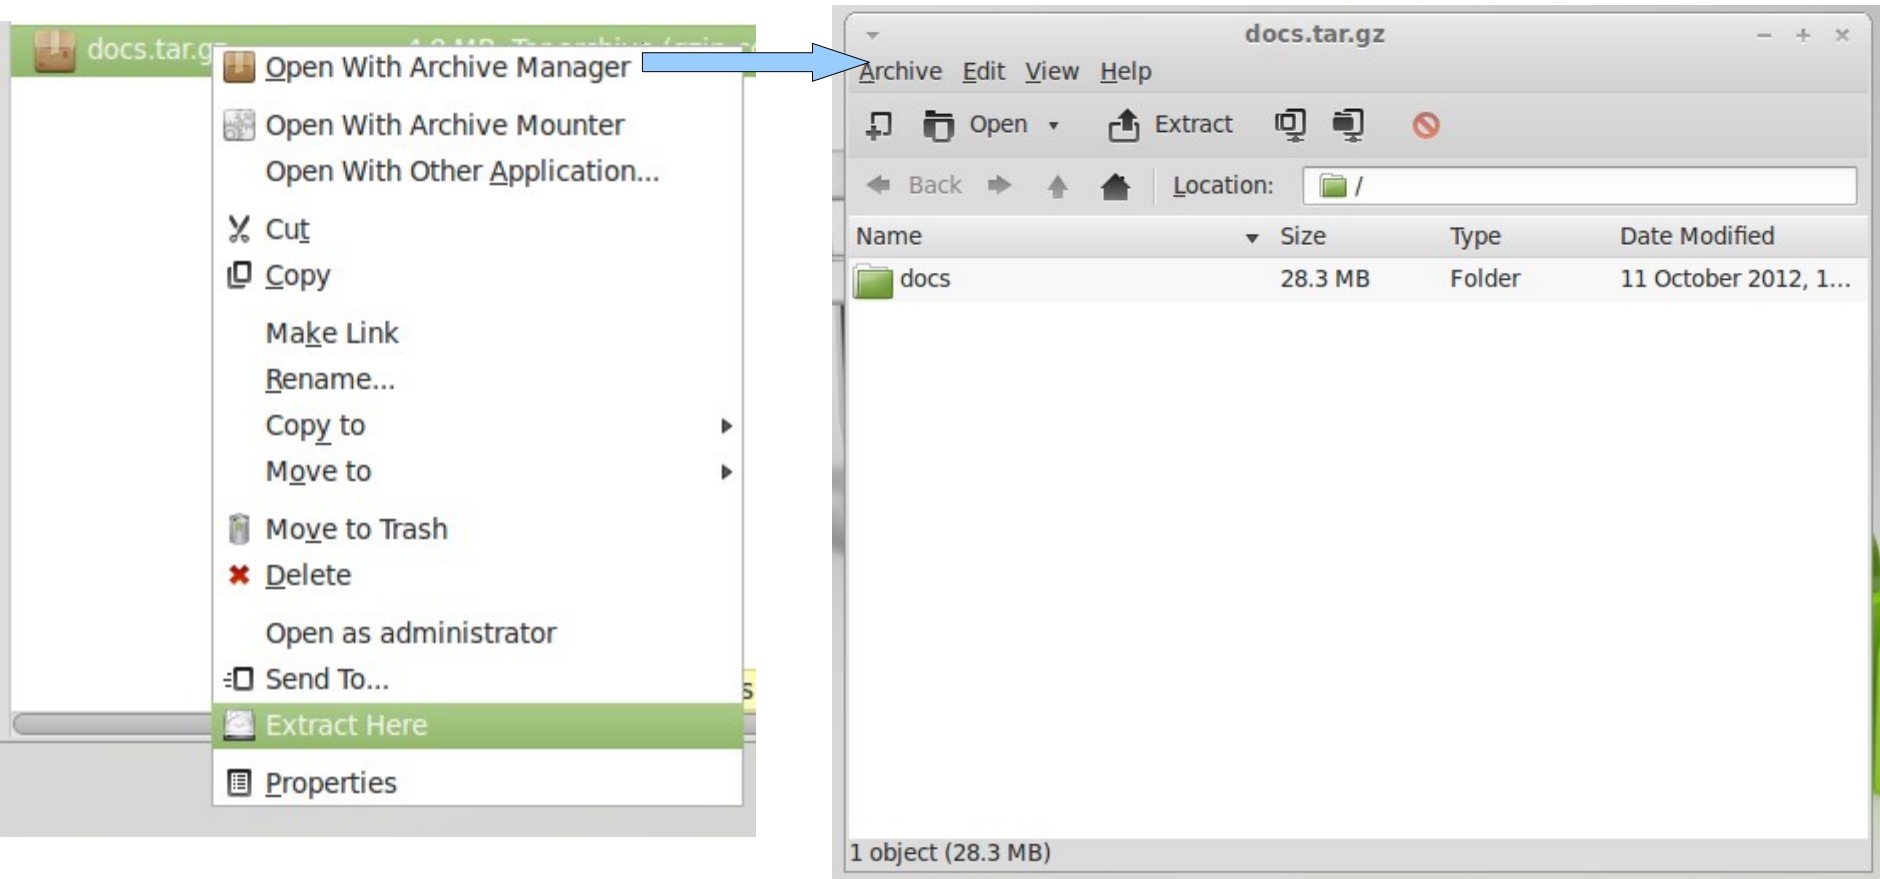 docs.tar.g
Open With Archive Manager
Open With Archive Mounter
Open With Other Application...
Cut
Copy
Make Link
Rename...
Copy to
Move to
Move to Trash
Delete
Open as administrator
Send To...
Extract Here
Properties
docs.tar.gz
Archive Edit View Help
Open Extract
Back Location: /
Name Size Type Date Modified
docs 28.3 MB Folder 11 October 2012, 1...
1 object (28.3 MB)